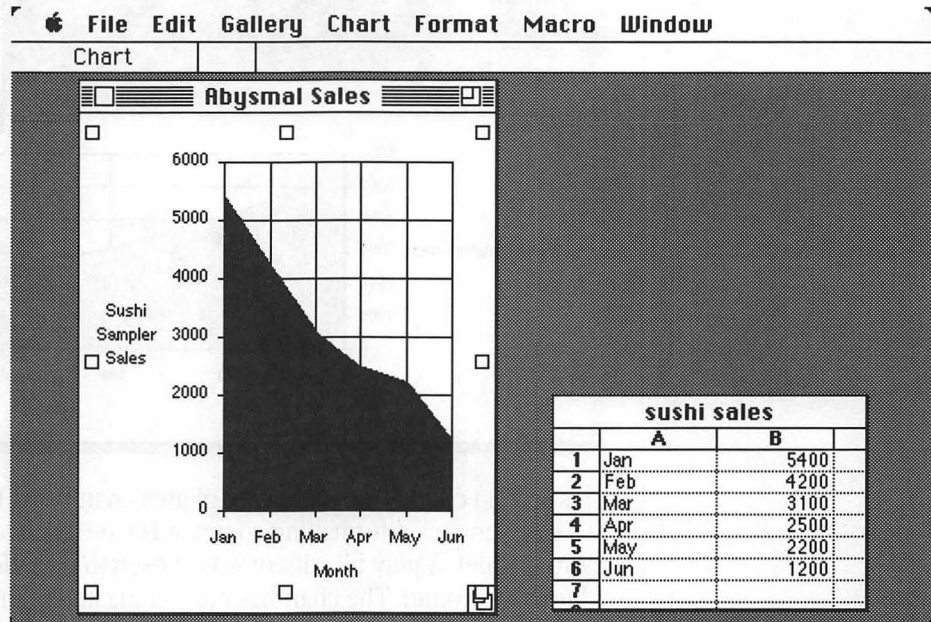 File Edit Gallery Chart Format Macro Window
Chart
Abysmal Sales
6000
5000
4000
3000
2000
1000
0
Sushi
Sampler
Sales
Jan Feb Mar Apr May Jun
Month
sushi sales
A B
1 Jan 5400
2 Feb 4200
3 Mar 3100
4 Apr 2500
5 May 2200
6 Jun 1200
7